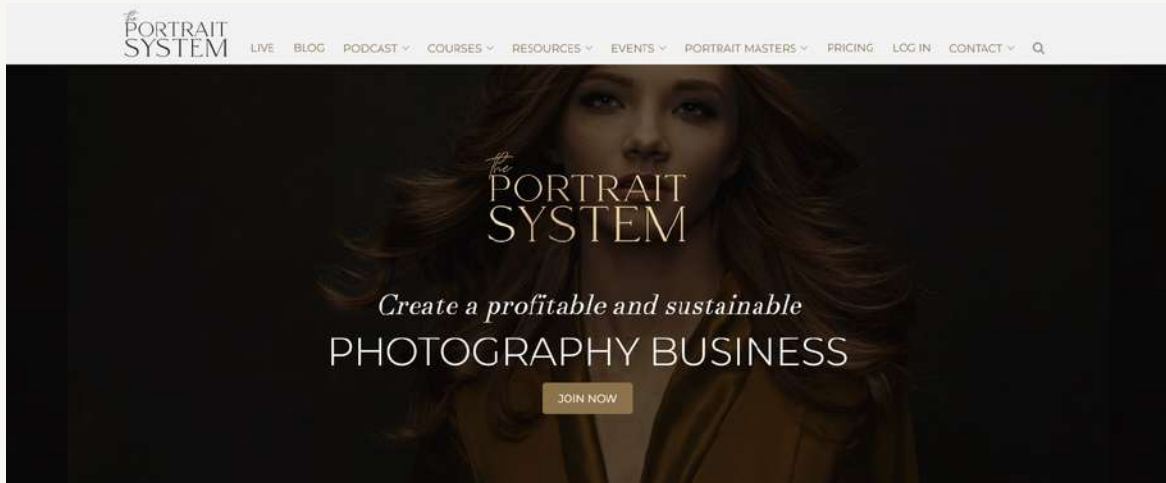 the
PORTRAIT
SYSTEM
LIVE BLOG PODCAST COURSES RESOURCES EVENTS PORTRAIT MASTERS PRICING LOG IN CONTACT
the
PORTRAIT
SYSTEM
Create a profitable and sustainable
PHOTOGRAPHY BUSINESS
JOIN NOW